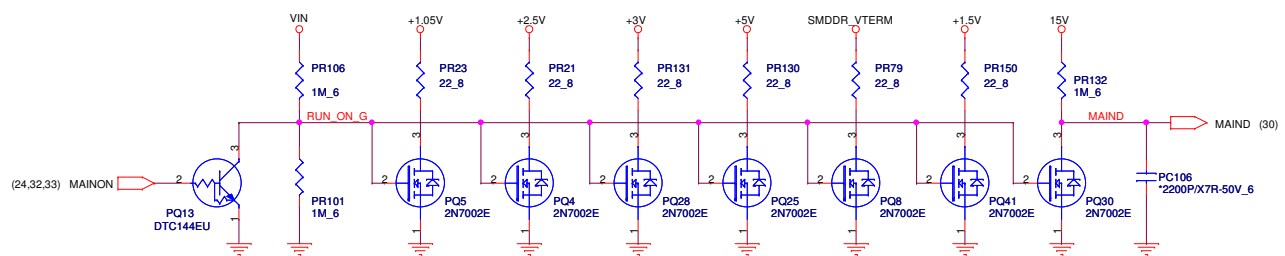 VIN
+1.05V
+2.5V
+3V
+5V
SMDDR_VTERM
+1.5V
15V
PR106
1M_6
PR23
22_8
PR21
22_8
PR131
22_8
PR130
22_8
PR79
22_8
PR150
22_8
PR132
1M_6
RUN_ON_G
MAIND
MAIND (30)
3
3
3
3
3
3
3
3
(24,32,33) MAINON
2
2
2
2
2
2
2
2
PR101
1M_6
PQ13
DTC144EU
PQ5
2N7002E
PQ4
2N7002E
PQ28
2N7002E
PQ25
2N7002E
PQ8
2N7002E
PQ41
2N7002E
PQ30
2N7002E
PC106
*2200P/X7R-50V_6
1
1
1
1
1
1
1
1